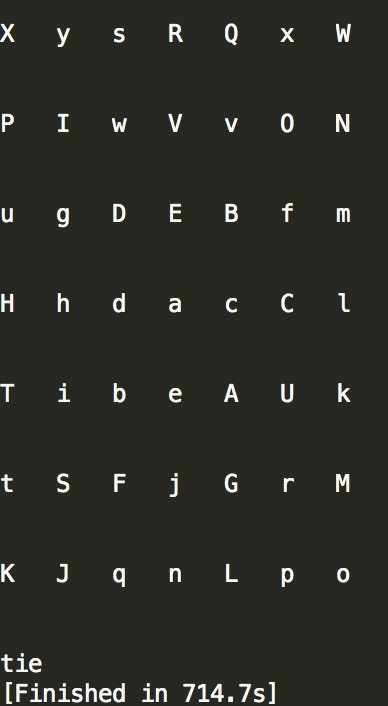 X y s R Q x W
P I w V v O N
u g D E B f m
H h d a c C l
T i b e A U k
t S F j G r M
K J q n L p o
tie
[Finished in 714.7s]